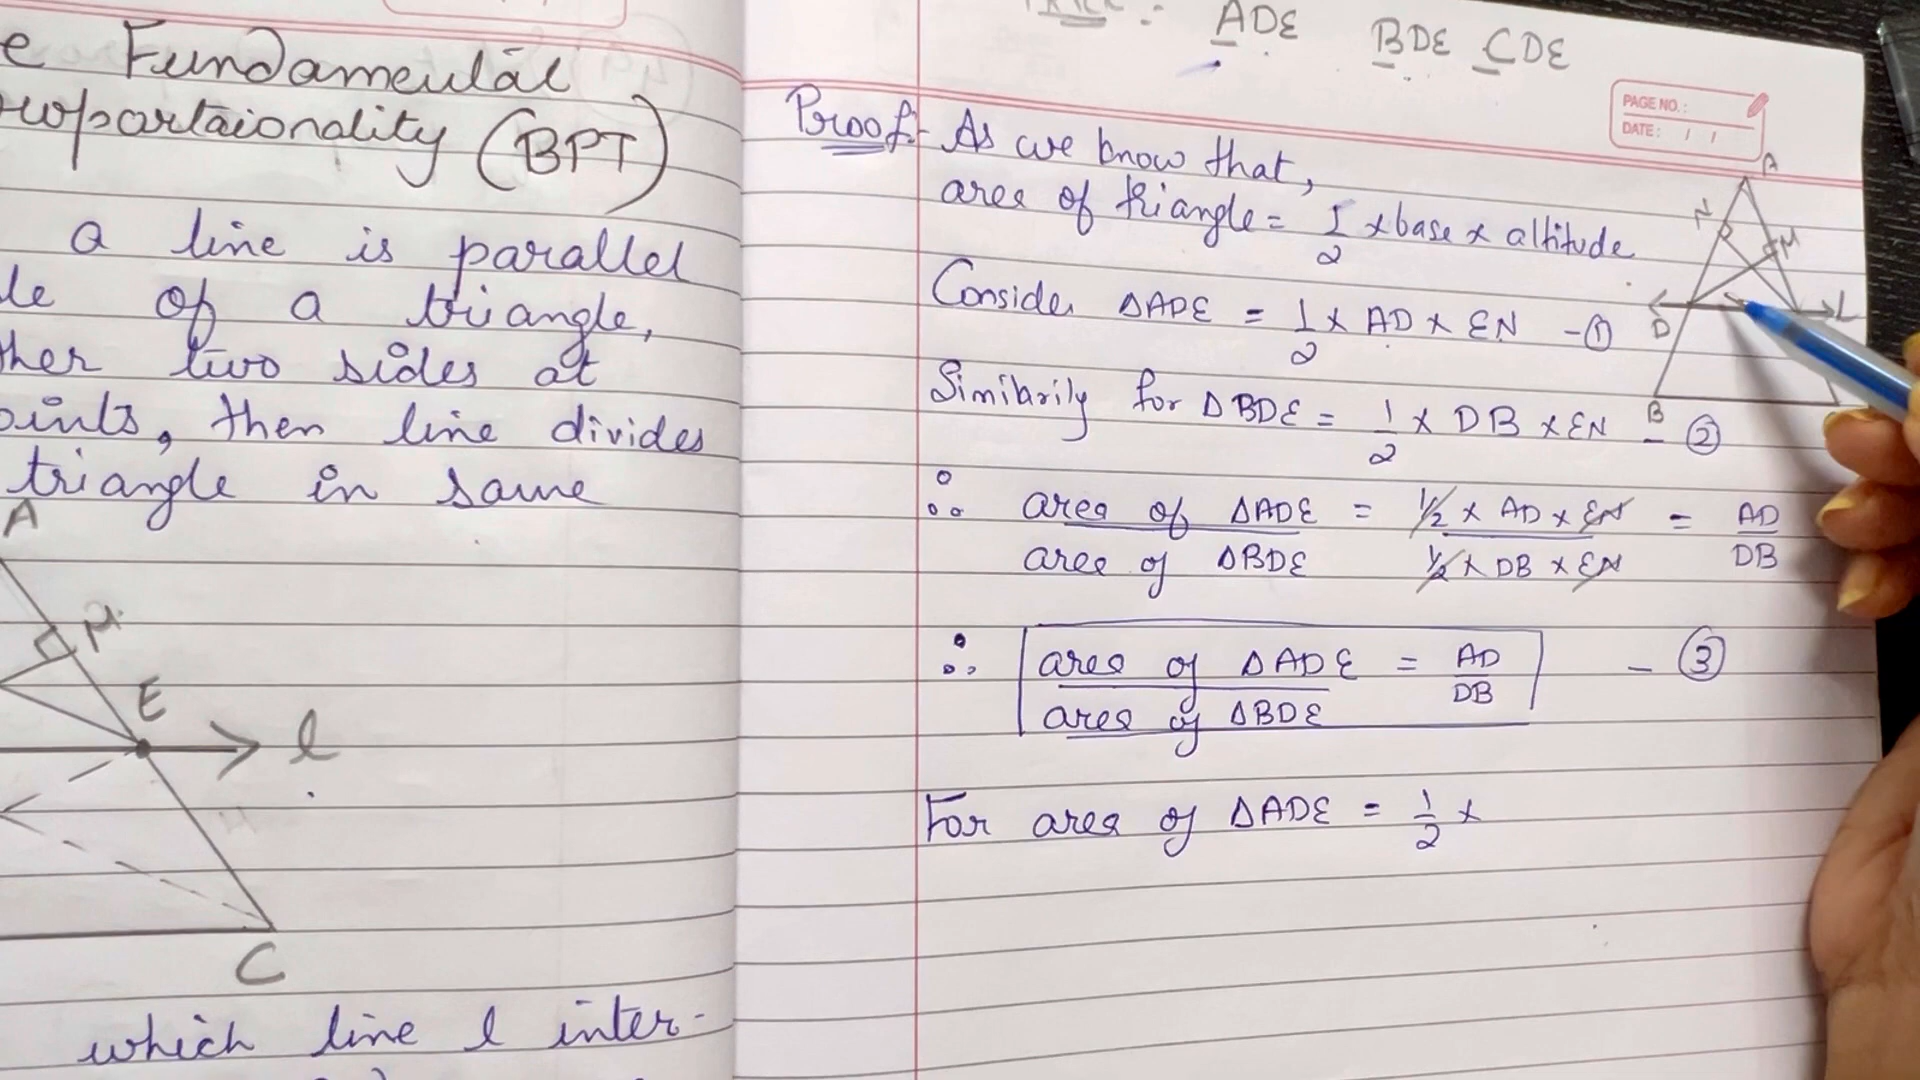 e Fundamental
(BPT)
a line is parallel
le of a triangle,
ther two sides at
oints, then line divides
triangle in same
A
M
E
l
C
which line l inter-
ADE BDE CDE
PAGE NO.:
DATE: / /
Proof:- As we know that,
area of triangle = 1/2 × base × altitude
Consider ΔADE = 1/2 × AD × EN - ①
Similarily for ΔBDE = 1/2 × DB × EN - ②
∴ area of ΔADE / area of ΔBDE = 1/2 × AD × EN / 1/2 × DB × EN = AD / DB
∴ area of ΔADE / area of ΔBDE = AD / DB - ③
For area of ΔADE = 1/2 ×
A
N
M
D
L
B